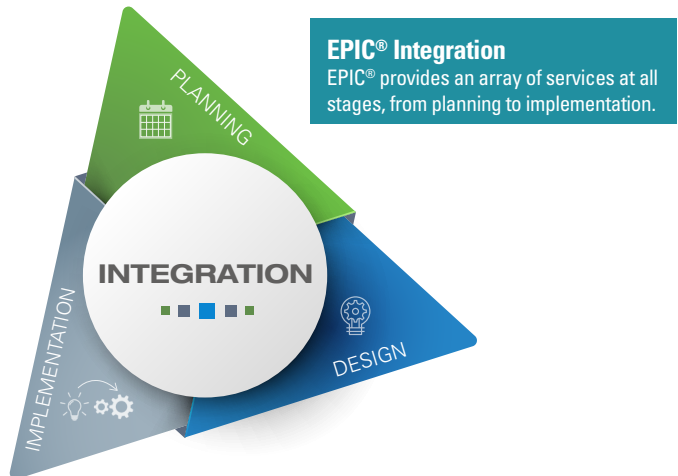 EPIC® Integration
EPIC® provides an array of services at all
stages, from planning to implementation.
PLANNING
INTEGRATION
DESIGN
IMPLEMENTATION